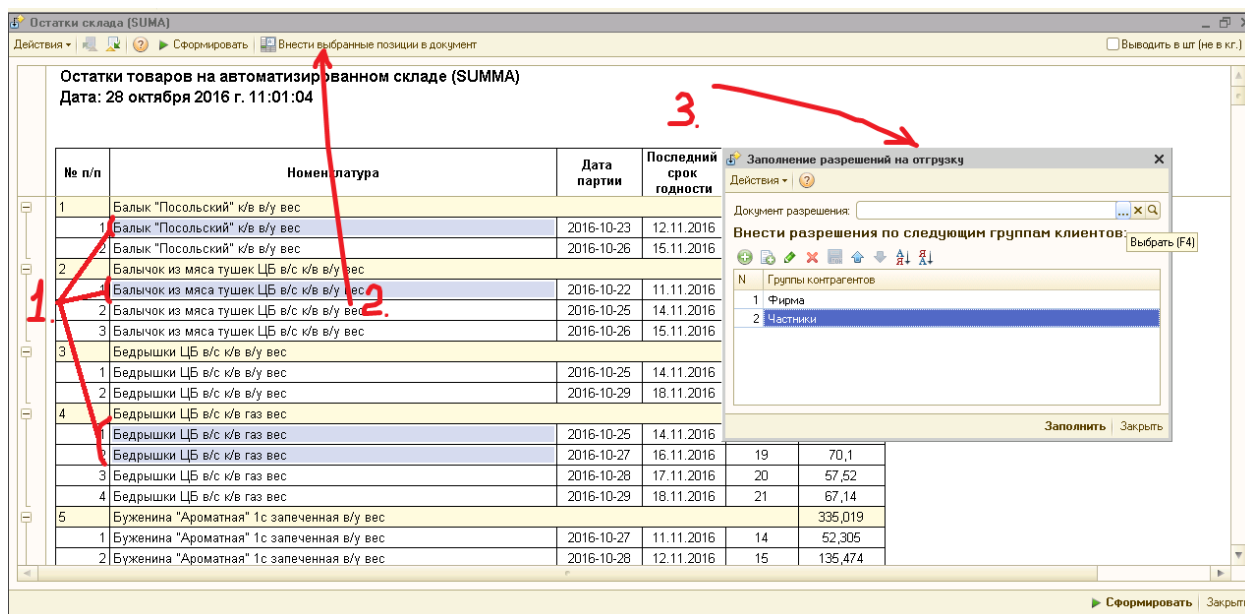 Остатки склада (SUMA)
Действия Сформировать Внести выбранные позиции в документ Выводить в шт (не в кг.)
Остатки товаров на автоматизированном складе (SUMMA)
Дата: 28 октября 2016 г. 11:01:04
3.
№ п/п Номенклатура Дата партии Последний срок годности
1 Балык "Посольский" к/в в/у вес
1 Балык "Посольский" к/в в/у вес 2016-10-23 12.11.2016
2 Балык "Посольский" к/в в/у вес 2016-10-26 15.11.2016
2 Балычок из мяса тушек ЦБ в/с к/в в/у вес
1 Балычок из мяса тушек ЦБ в/с к/в в/у вес 2016-10-22 11.11.2016
1. 2.
2 Балычок из мяса тушек ЦБ в/с к/в в/у вес 2016-10-25 14.11.2016
3 Балычок из мяса тушек ЦБ в/с к/в в/у вес 2016-10-26 15.11.2016
3 Бедрышки ЦБ в/с к/в в/у вес
1 Бедрышки ЦБ в/с к/в в/у вес 2016-10-25 14.11.2016
2 Бедрышки ЦБ в/с к/в в/у вес 2016-10-29 18.11.2016
4 Бедрышки ЦБ в/с к/в газ вес
1 Бедрышки ЦБ в/с к/в газ вес 2016-10-25 14.11.2016
2 Бедрышки ЦБ в/с к/в газ вес 2016-10-27 16.11.2016 19 70,1
3 Бедрышки ЦБ в/с к/в газ вес 2016-10-28 17.11.2016 20 57,52
4 Бедрышки ЦБ в/с к/в газ вес 2016-10-29 18.11.2016 21 67,14
5 Буженина "Ароматная" 1с запеченная в/у вес 335,019
1 Буженина "Ароматная" 1с запеченная в/у вес 2016-10-27 11.11.2016 14 52,305
2 Буженина "Ароматная" 1с запеченная в/у вес 2016-10-28 12.11.2016 15 135,474
Заполнение разрешений на отгрузку
Действия
Документ разрешения:
Внести разрешения по следующим группам клиентов:
Выбрать (F4)
N Группы контрагентов
1 Фирма
2 Частники
Заполнить Закрыть
Сформировать